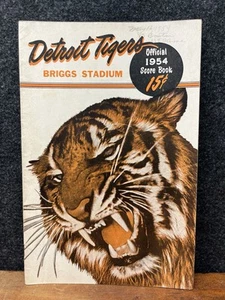 Detroit Tigers
BRIGGS STADIUM
Official
1954
Score Book
15¢